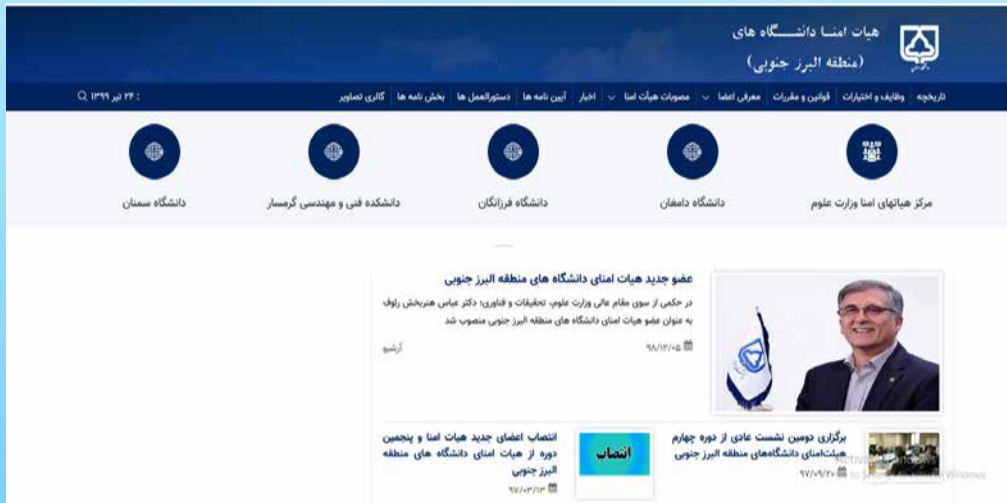 هیات امنـا دانشـــگاه های
(منطقه البرز جنوبی)
تاریخچه وظایف و اختیارات قوانین و مقررات معرفی اعضا مصوبات هیأت امنا اخبار آیین نامه ها دستورالعمل ها بخش نامه ها گالری تصاویر
: ۲۴ تیر ۱۳۹۹
مرکز هیاتهای امنا وزارت علوم
دانشگاه دامغان
دانشگاه فرزانگان
دانشکده فنی و مهندسی گرمسار
دانشگاه سمنان
عضو جدید هیات امنای دانشگاه های منطقه البرز جنوبی
در حکمی از سوی مقام عالی وزارت علوم، تحقیقات و فناوری؛ دکتر عباس هنربخش رئوف
به عنوان عضو هیات امنای دانشگاه های منطقه البرز جنوبی منصوب شد
۹۸/۱۲/۰۵
آرشیو
برگزاری دومین نشست عادی از دوره چهارم
هیئت‌امنای دانشگاه‌های منطقه البرز جنوبی
۹۷/۰۹/۲۰
انتصاب
انتصاب اعضای جدید هیات امنا و پنجمین
دوره از هیات امنای دانشگاه های منطقه
البرز جنوبی
۹۷/۰۳/۱۳